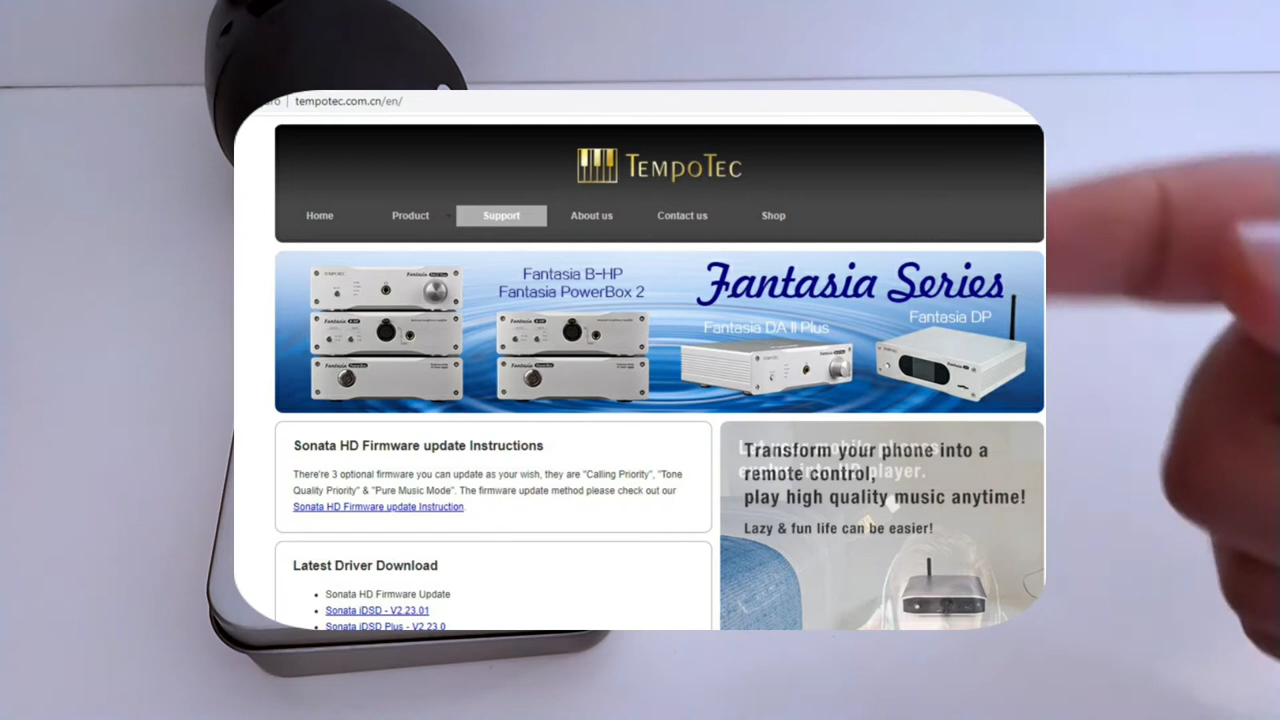 tempotec.com.cn/en/
TEMPOTEC
Home Product Support About us Contact us Shop
Fantasia B-HP
Fantasia PowerBox 2
Fantasia Series
Fantasia DA II Plus
Fantasia DP
Sonata HD Firmware update Instructions
There're 3 optional firmware you can update as your wish, they are "Calling Priority", "Tone
Quality Priority" & "Pure Music Mode". The firmware update method please check out our
Sonata HD Firmware update Instruction.
Transform your phone into a
remote control,
play high quality music anytime!
Lazy & fun life can be easier!
Latest Driver Download
Sonata HD Firmware Update
Sonata iDSD - V2.23.01
Sonata iDSD Plus - V2.23.0